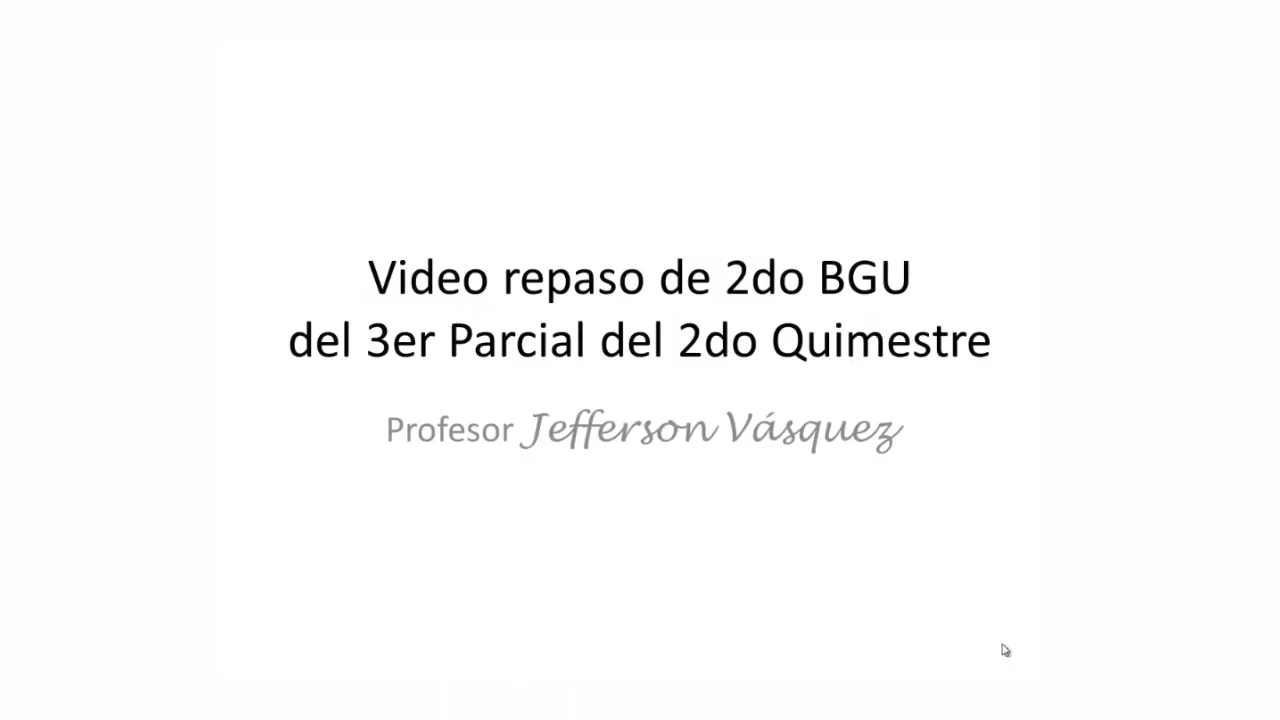 Video repaso de 2do BGU
del 3er Parcial del 2do Quimestre
Profesor Jefferson Vásquez